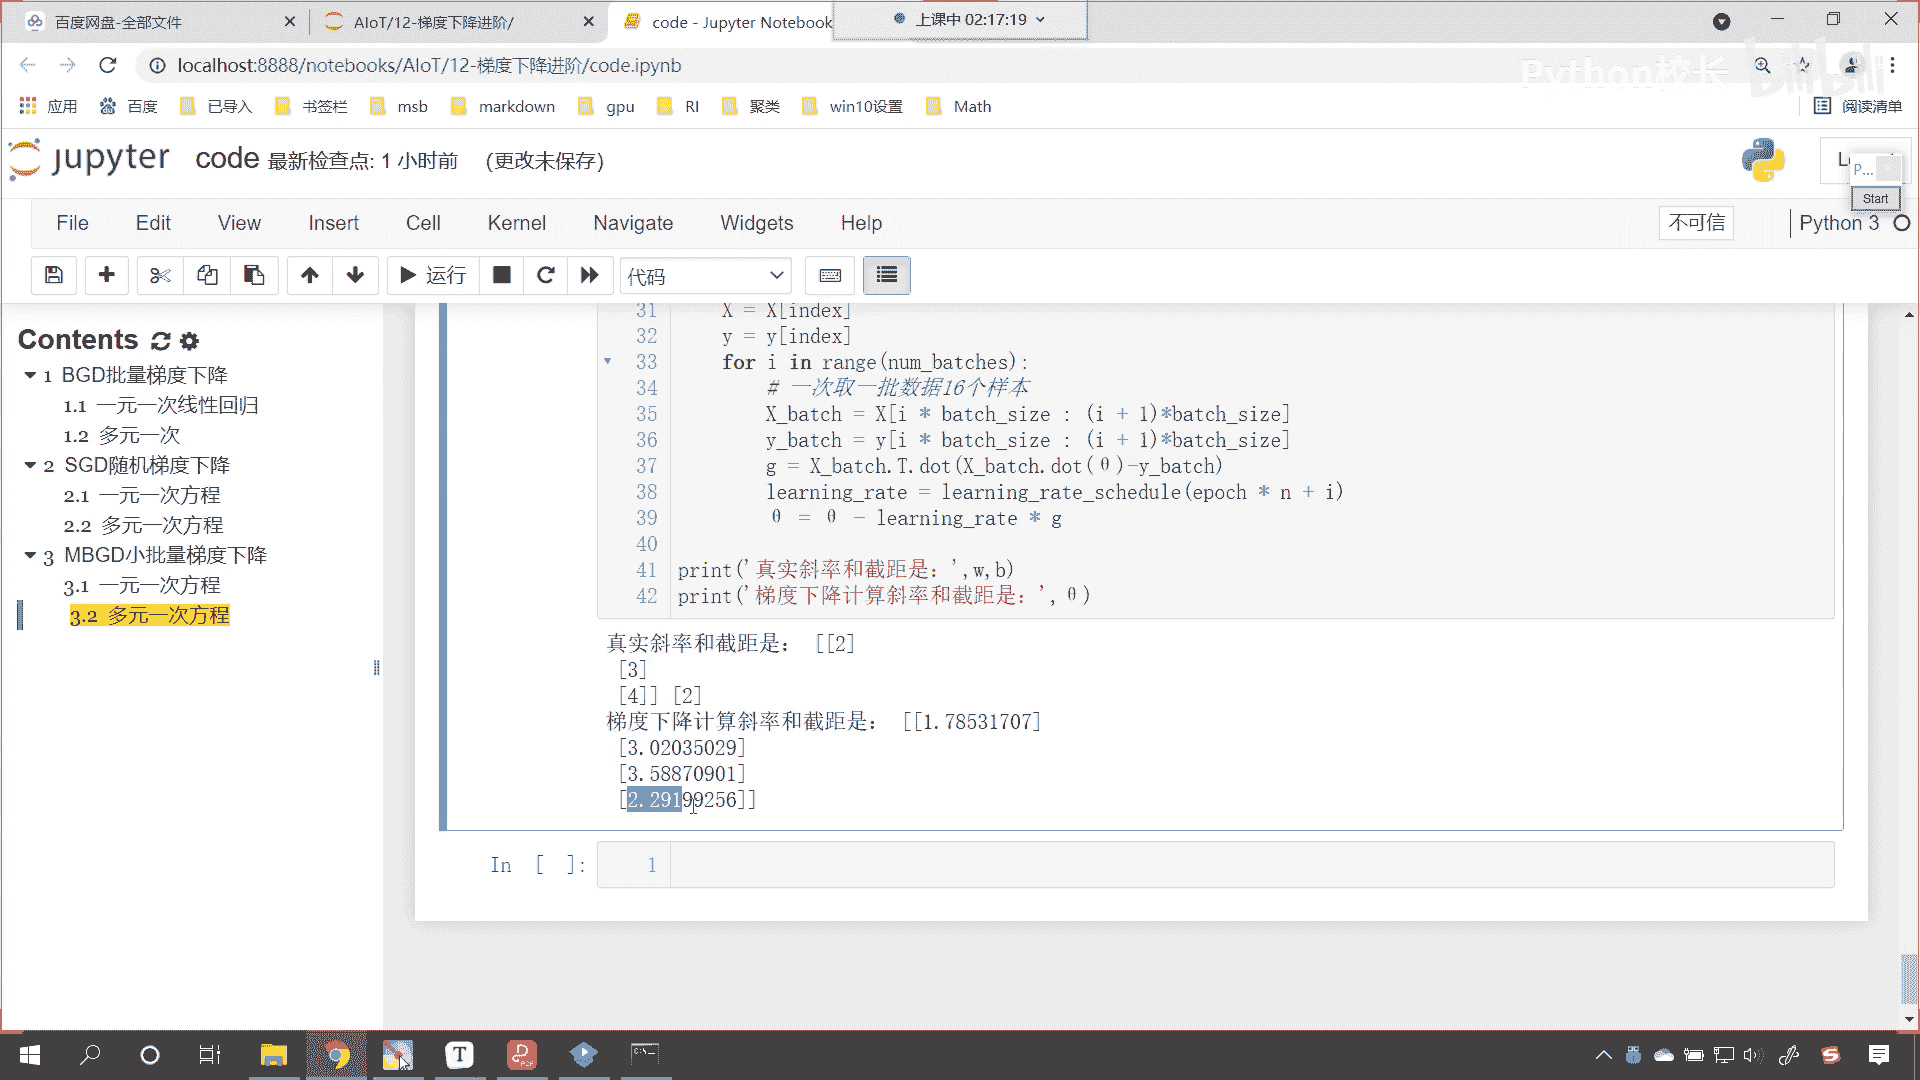 百度网盘-全部文件
AIoT/12-梯度下降进阶/
code - Jupyter Notebook
上课中 02:17:19
localhost:8888/notebooks/AIoT/12-梯度下降进阶/code.ipynb
Python校长
bilibili
应用 百度 已导入 书签栏 msb markdown gpu RI 聚类 win10设置 Math 阅读清单
jupyter code 最新检查点: 1 小时前 (更改未保存)
P...
Start
File Edit View Insert Cell Kernel Navigate Widgets Help 不可信 Python 3
运行 代码
Contents
1 BGD批量梯度下降
1.1 一元一次线性回归
1.2 多元一次
2 SGD随机梯度下降
2.1 一元一次方程
2.2 多元一次方程
3 MBGD小批量梯度下降
3.1 一元一次方程
3.2 多元一次方程
31 X = X[index]
32 y = y[index]
33 for i in range(num_batches):
34 # 一次取一批数据16个样本
35 X_batch = X[i * batch_size : (i + 1)*batch_size]
36 y_batch = y[i * batch_size : (i + 1)*batch_size]
37 g = X_batch.T.dot(X_batch.dot(θ)-y_batch)
38 learning_rate = learning_rate_schedule(epoch * n + i)
39 θ = θ - learning_rate * g
40
41 print('真实斜率和截距是：',w,b)
42 print('梯度下降计算斜率和截距是：',θ)
真实斜率和截距是： [[2]
[3]
[4]] [2]
梯度下降计算斜率和截距是： [[1.78531707]
[3.02035029]
[3.58870901]
[2.29199256]]
In [ ]: 1